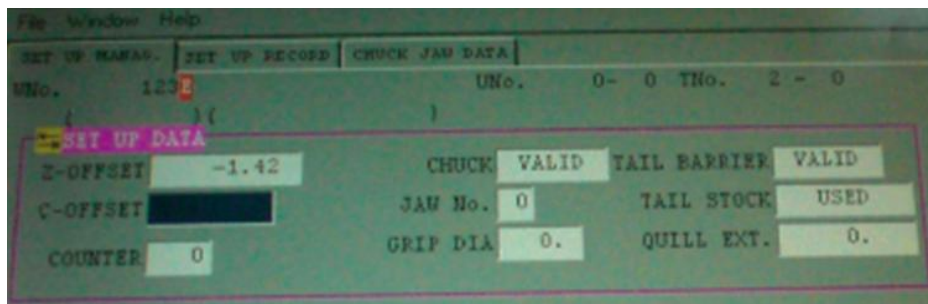 File Window Help
SET UP MANAG. SET UP RECORD CHUCK JAW DATA
WNo. 123E UNo. 0- 0 TNo. 2 - 0
( )( )
SET UP DATA
Z-OFFSET -1.42 CHUCK VALID TAIL BARRIER VALID
C-OFFSET JAW No. 0 TAIL STOCK USED
COUNTER 0 GRIP DIA 0. QUILL EXT. 0.